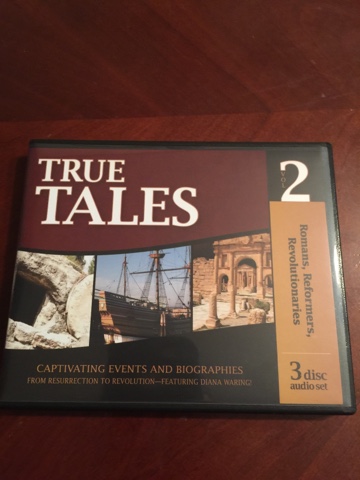 TRUE
TALES
VOL
2
Romans, Reformers,
Revolutionaries
3 disc
audio set
CAPTIVATING EVENTS AND BIOGRAPHIES
FROM RESURRECTION TO REVOLUTION—FEATURING DIANA WARING!